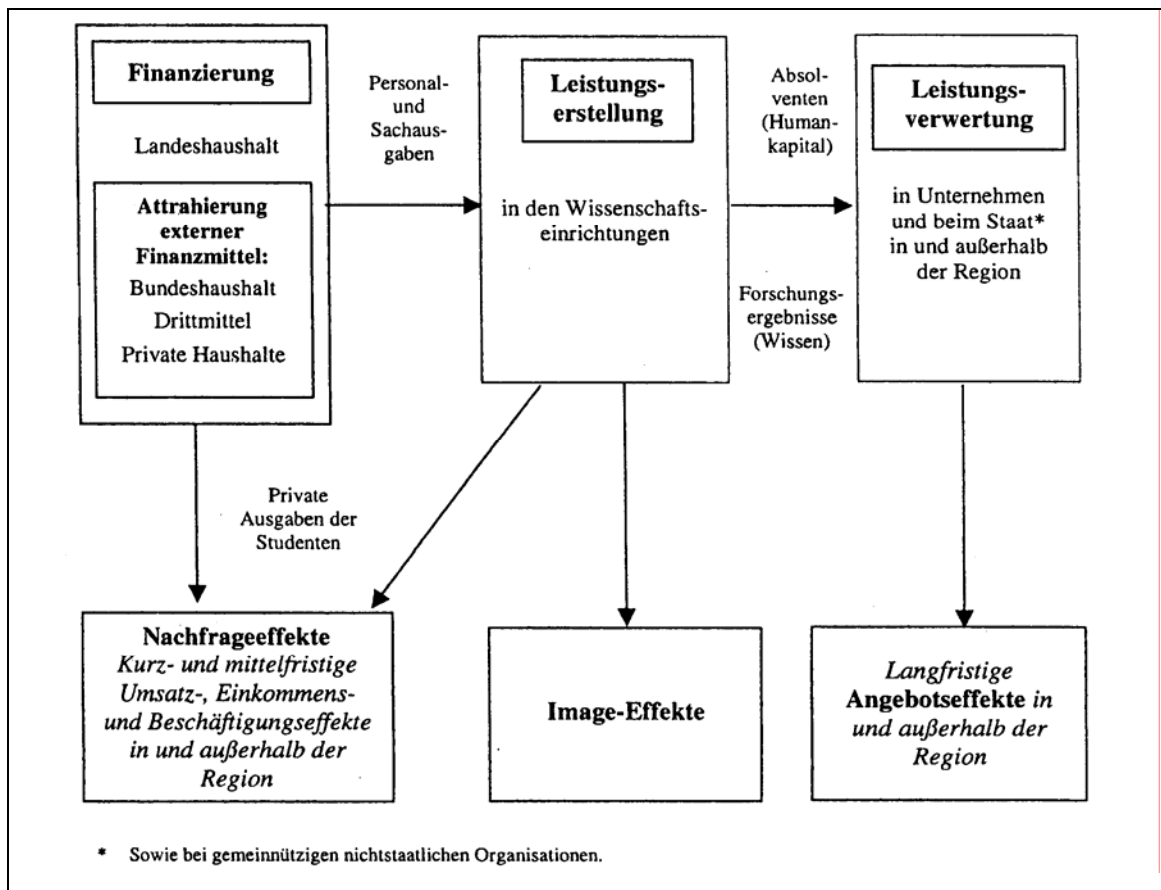 Finanzierung
Landeshaushalt
Attrahierung
externer
Finanzmittel:
Bundeshaushalt
Drittmittel
Private Haushalte
Personal-
und
Sachaus-
gaben
Leistungs-
erstellung
in den Wissenschafts-
einrichtungen
Absol-
venten
(Human-
kapital)
Forschungs-
ergebnisse
(Wissen)
Leistungs-
verwertung
in Unternehmen
und beim Staat*
in und außerhalb
der Region
Private
Ausgaben der
Studenten
Nachfrageeffekte
Kurz- und mittelfristige
Umsatz-, Einkommens-
und Beschäftigungseffekte
in und außerhalb der
Region
Image-Effekte
Langfristige
Angebotseffekte in
und außerhalb der
Region
* Sowie bei gemeinnützigen nichtstaatlichen Organisationen.